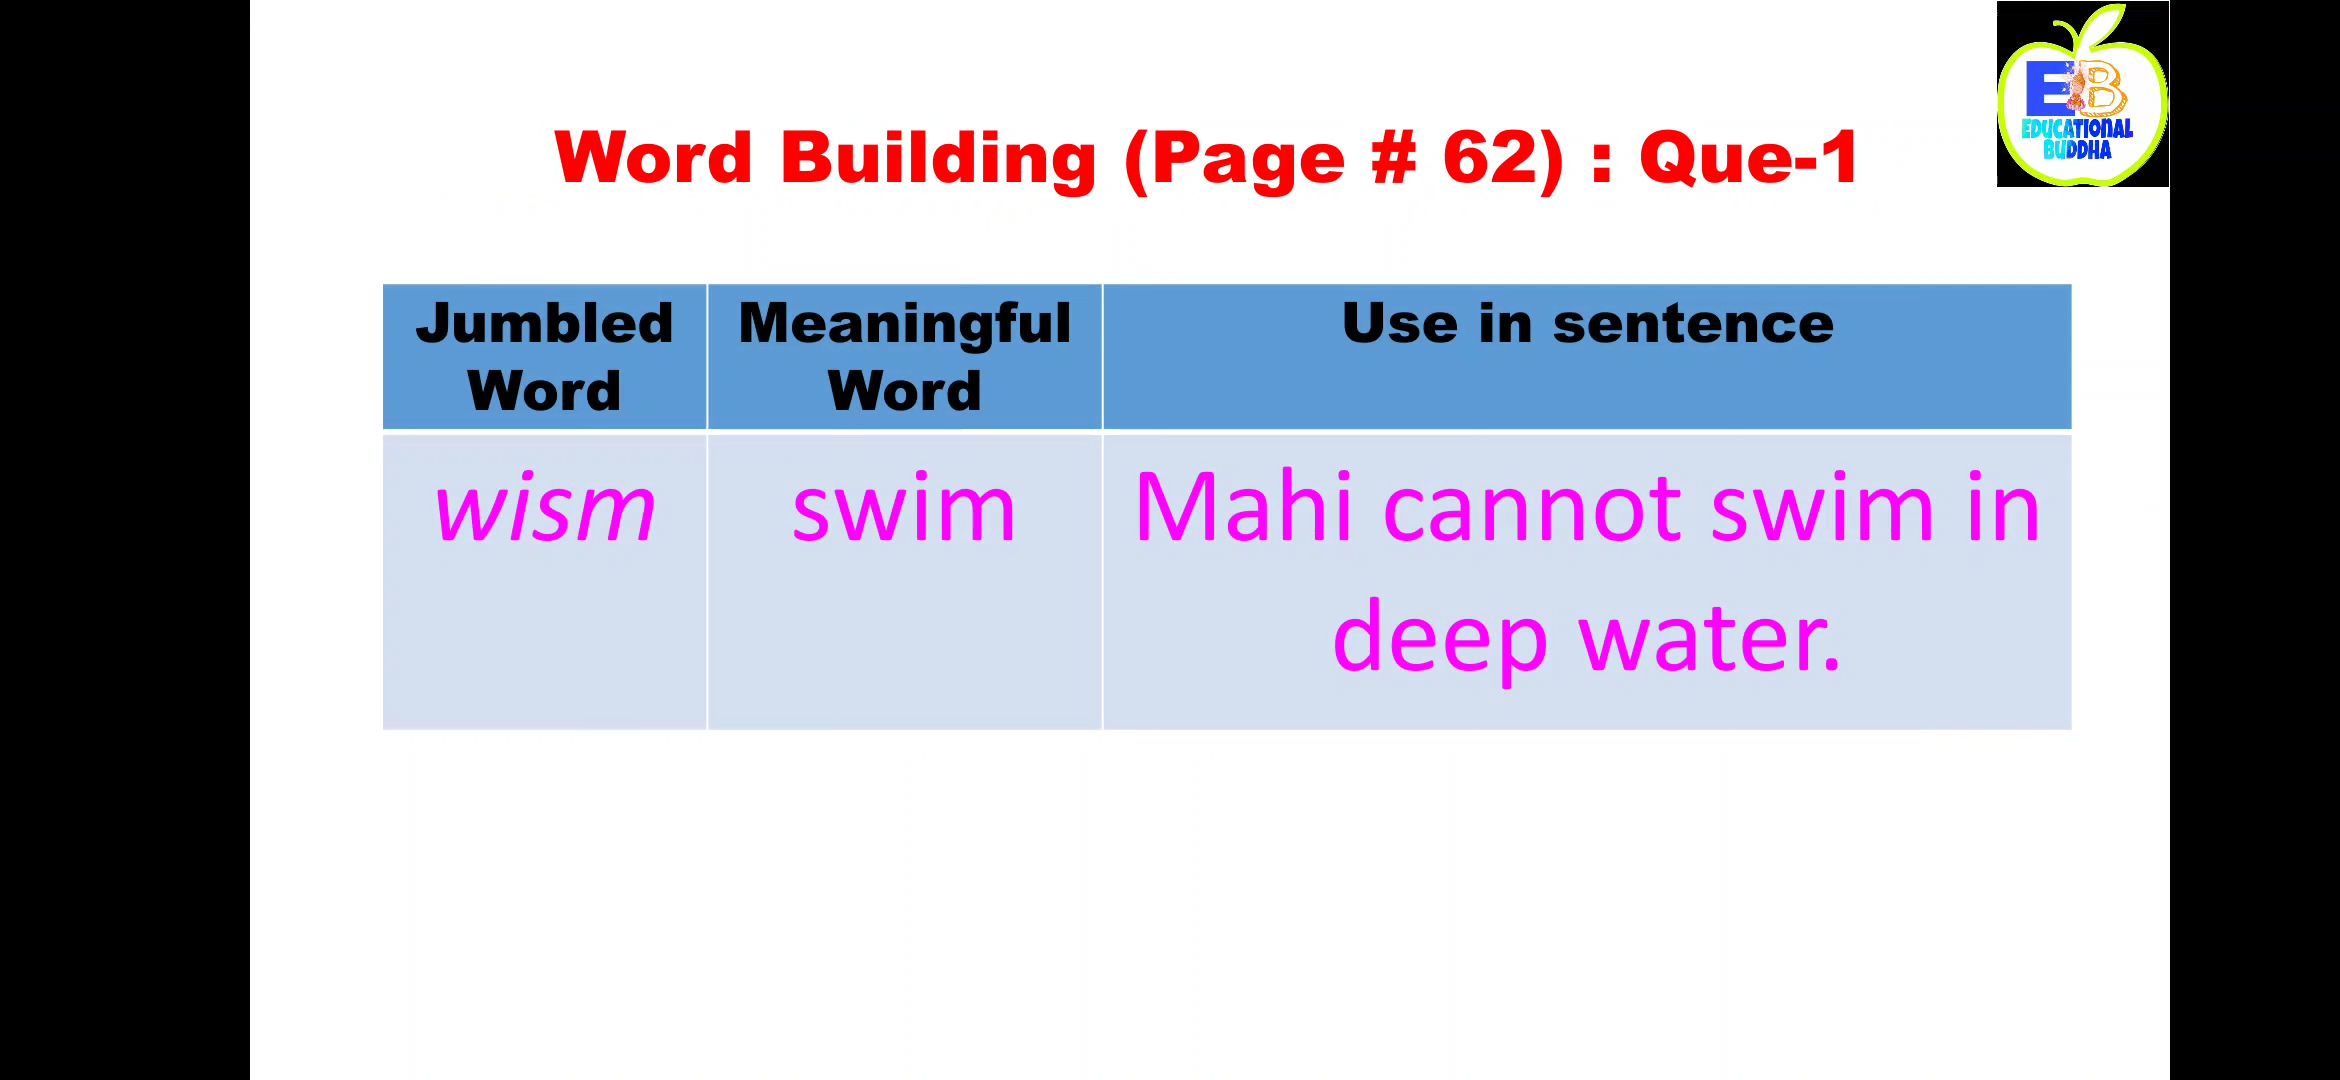 EB
EDUCATIONAL
BUDDHA
Word Building (Page # 62) : Que-1
Jumbled Word
Meaningful Word
Use in sentence
wism
swim
Mahi cannot swim in
deep water.